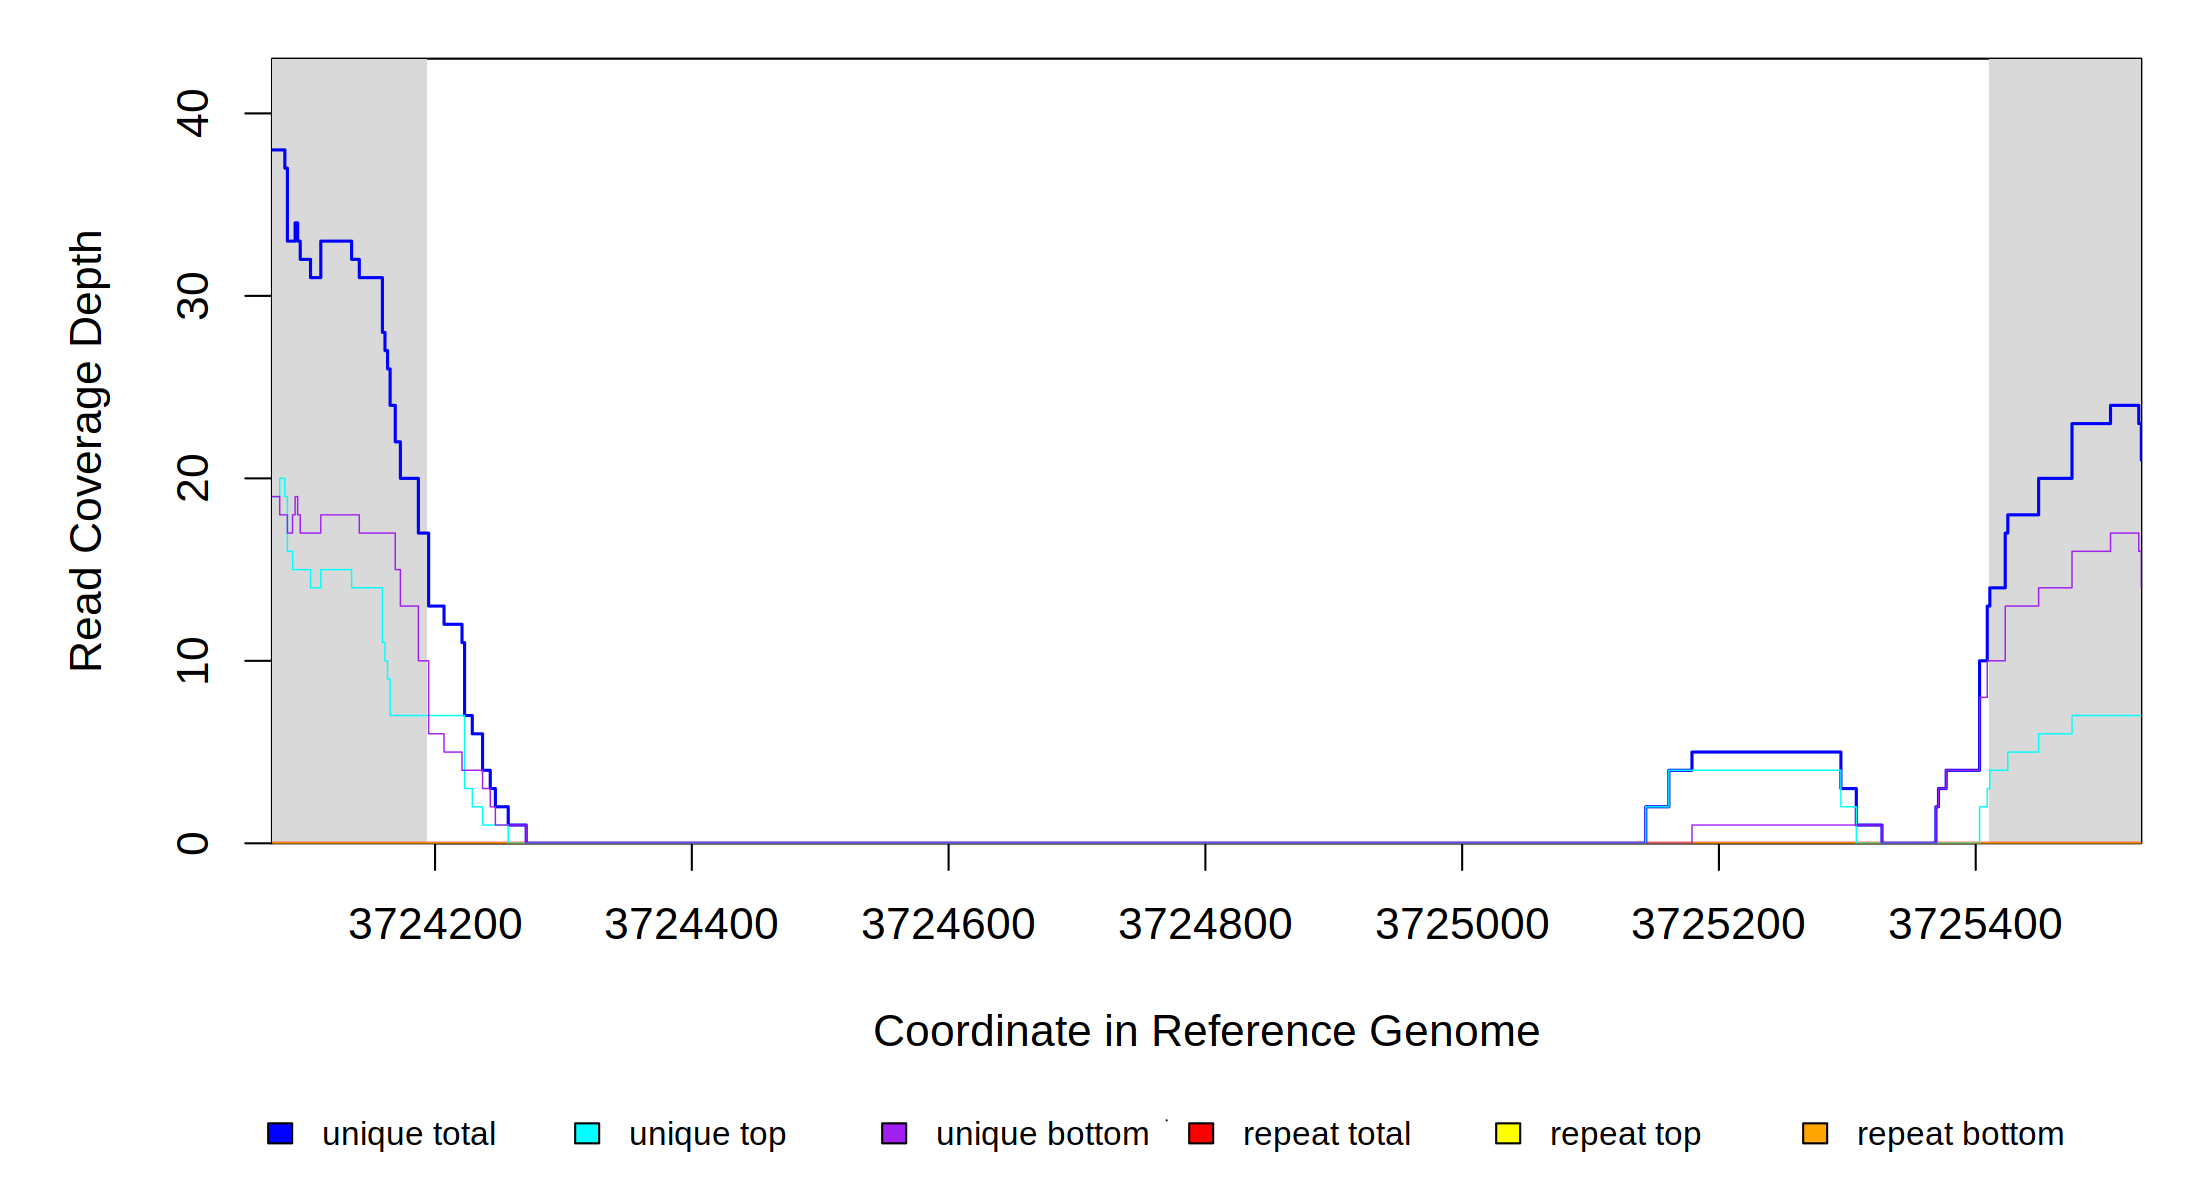 Read Coverage Depth
40
30
20
10
0
3724200 3724400 3724600 3724800 3725000 3725200 3725400
Coordinate in Reference Genome
unique total unique top unique bottom repeat total repeat top repeat bottom